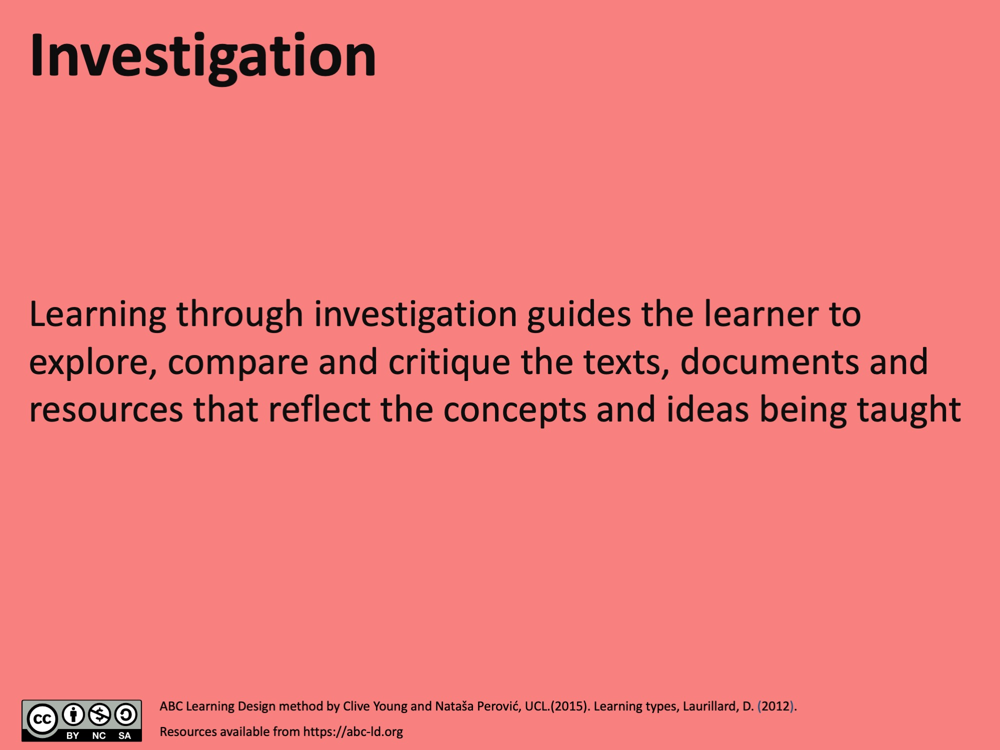 Investigation
Learning through investigation guides the learner to
explore, compare and critique the texts, documents and
resources that reflect the concepts and ideas being taught
ABC Learning Design method by Clive Young and Nataša Perović, UCL.(2015). Learning types, Laurillard, D. (2012).
Resources available from https://abc-ld.org
cc
BY NC SA